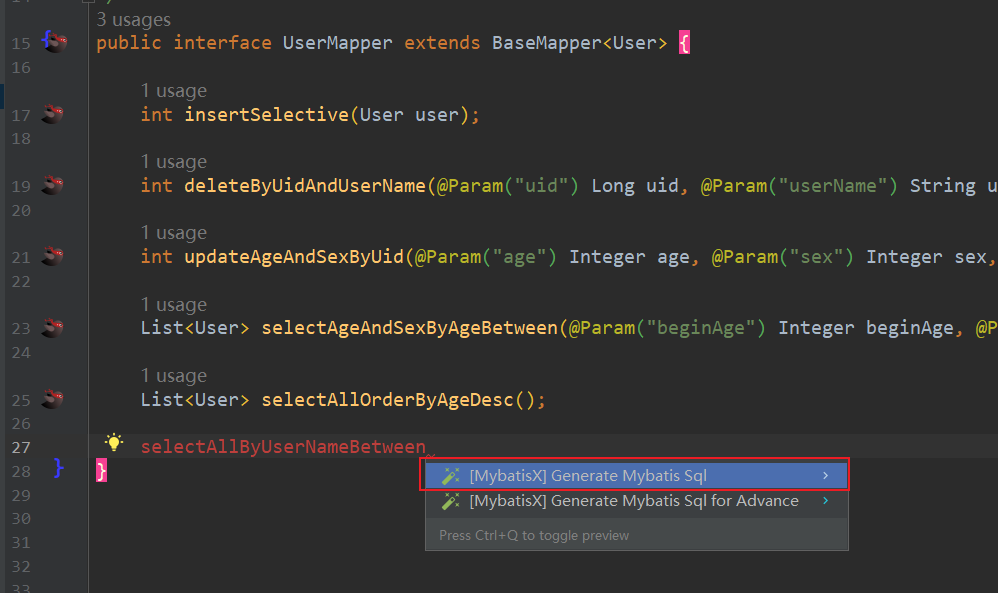 3 usages
15 public interface UserMapper extends BaseMapper<User> {
16
1 usage
17 int insertSelective(User user);
18
1 usage
19 int deleteByUidAndUserName(@Param("uid") Long uid, @Param("userName") String u
20
1 usage
21 int updateAgeAndSexByUid(@Param("age") Integer age, @Param("sex") Integer sex,
22
1 usage
23 List<User> selectAgeAndSexByAgeBetween(@Param("beginAge") Integer beginAge, @P
24
1 usage
25 List<User> selectAllOrderByAgeDesc();
26
27 selectAllByUserNameBetween
28 }
[MybatisX] Generate Mybatis Sql
29
[MybatisX] Generate Mybatis Sql for Advance
30
Press Ctrl+Q to toggle preview
31
32
33